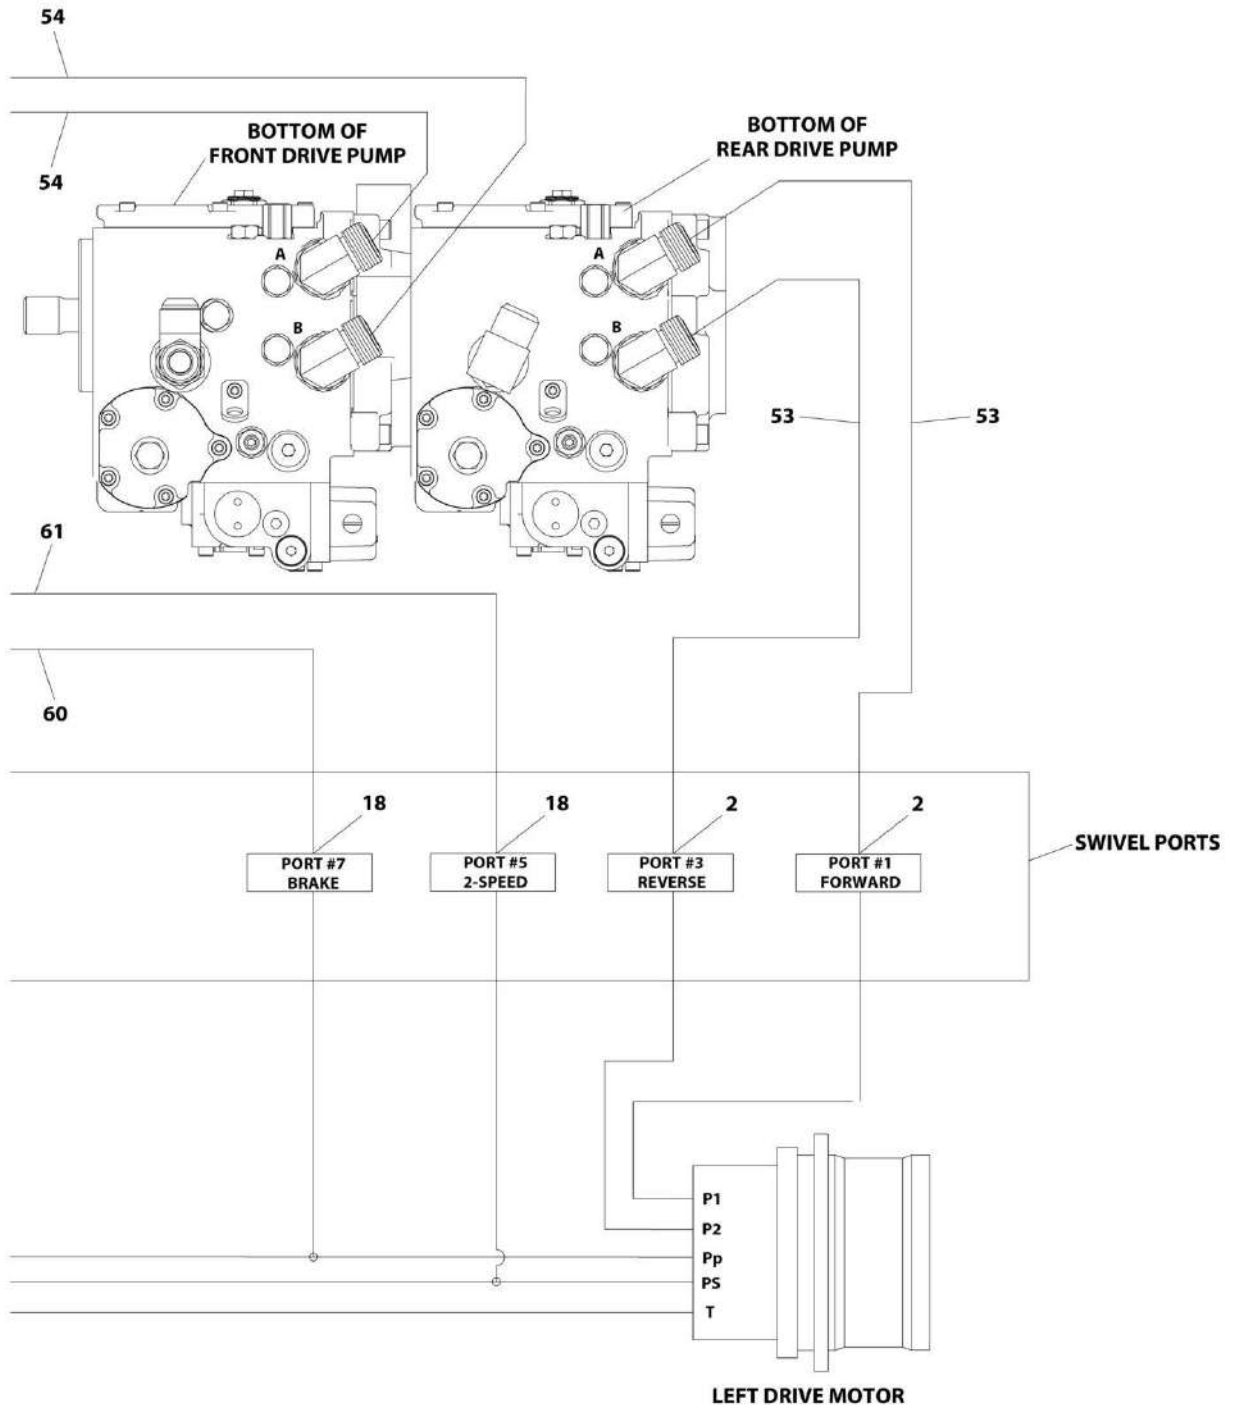 54
54
BOTTOM OF
FRONT DRIVE PUMP
BOTTOM OF
REAR DRIVE PUMP
A
B
A
B
53
53
61
60
18
18
2
2
PORT #7
BRAKE
PORT #5
2-SPEED
PORT #3
REVERSE
PORT #1
FORWARD
SWIVEL PORTS
P1
P2
Pp
PS
T
LEFT DRIVE MOTOR